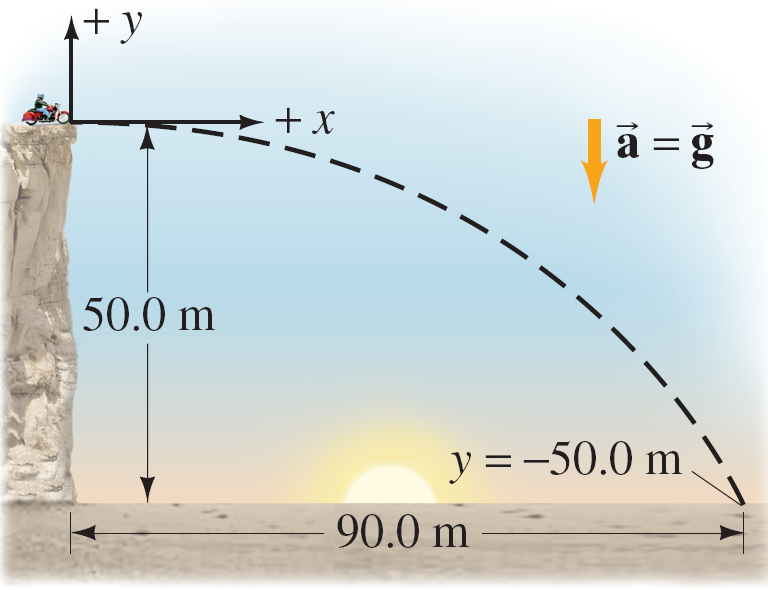 + y
+ x
a⃗ = g⃗
50.0 m
y = −50.0 m
90.0 m